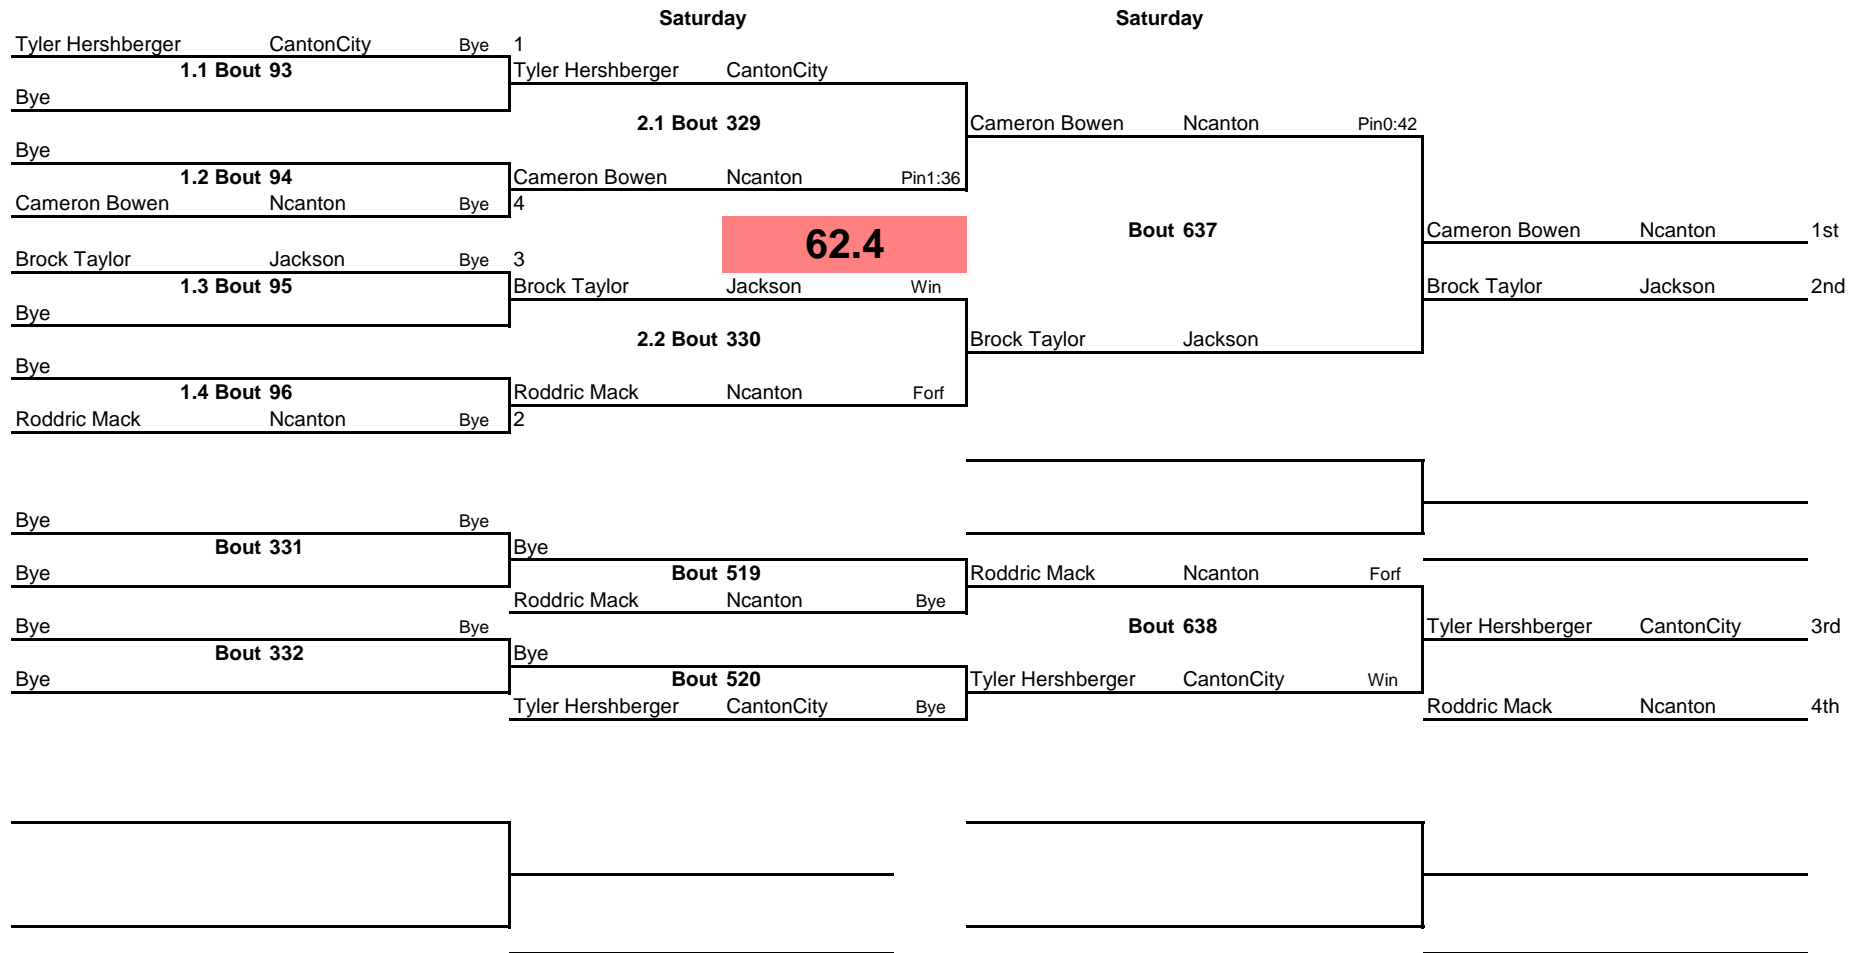 Saturday Saturday
Tyler Hershberger CantonCity Bye 1
1.1 Bout 93 Tyler Hershberger CantonCity
Bye
2.1 Bout 329 Cameron Bowen Ncanton Pin0:42
Bye
1.2 Bout 94 Cameron Bowen Ncanton Pin1:36
Cameron Bowen Ncanton Bye 4
Bout 637 Cameron Bowen Ncanton 1st
62.4
Brock Taylor Jackson Bye 3
1.3 Bout 95 Brock Taylor Jackson Win Brock Taylor Jackson 2nd
Bye
2.2 Bout 330 Brock Taylor Jackson
Bye
1.4 Bout 96 Roddric Mack Ncanton Forf
Roddric Mack Ncanton Bye 2
Bye Bye
Bout 331 Bye
Bye Bout 519 Roddric Mack Ncanton Forf
Roddric Mack Ncanton Bye
Bye Bye Bout 638 Tyler Hershberger CantonCity 3rd
Bout 332 Bye
Bye Bout 520 Tyler Hershberger CantonCity Win
Tyler Hershberger CantonCity Bye Roddric Mack Ncanton 4th